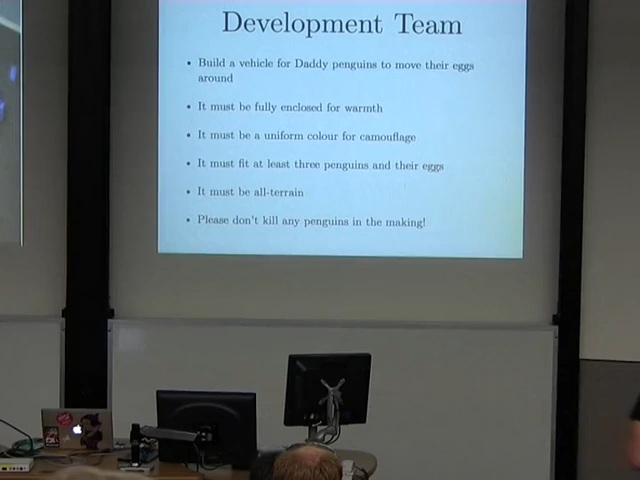 Development Team
• Build a vehicle for Daddy penguins to move their eggs
around
• It must be fully enclosed for warmth
• It must be a uniform colour for camouflage
• It must fit at least three penguins and their eggs
• It must be all-terrain
• Please don't kill any penguins in the making!